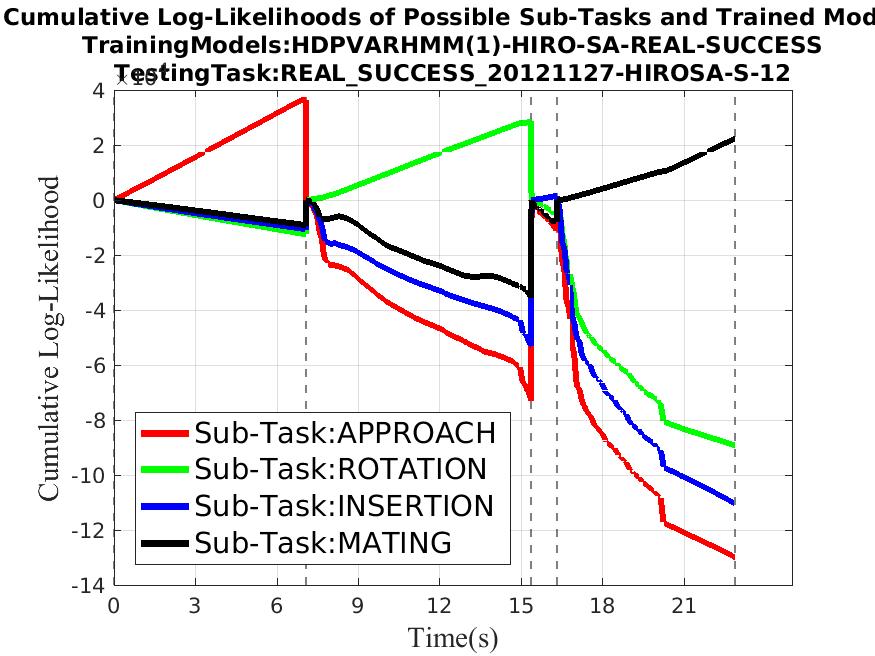 Cumulative Log-Likelihoods of Possible Sub-Tasks and Trained Mod
TrainingModels:HDPVARHMM(1)-HIRO-SA-REAL-SUCCESS
TestingTask:REAL_SUCCESS_20121127-HIROSA-S-12
4
2
0
-2
-4
-6
-8
-10
-12
-14
Cumulative Log-Likelihood
Sub-Task:APPROACH
Sub-Task:ROTATION
Sub-Task:INSERTION
Sub-Task:MATING
0 3 6 9 12 15 18 21
Time(s)